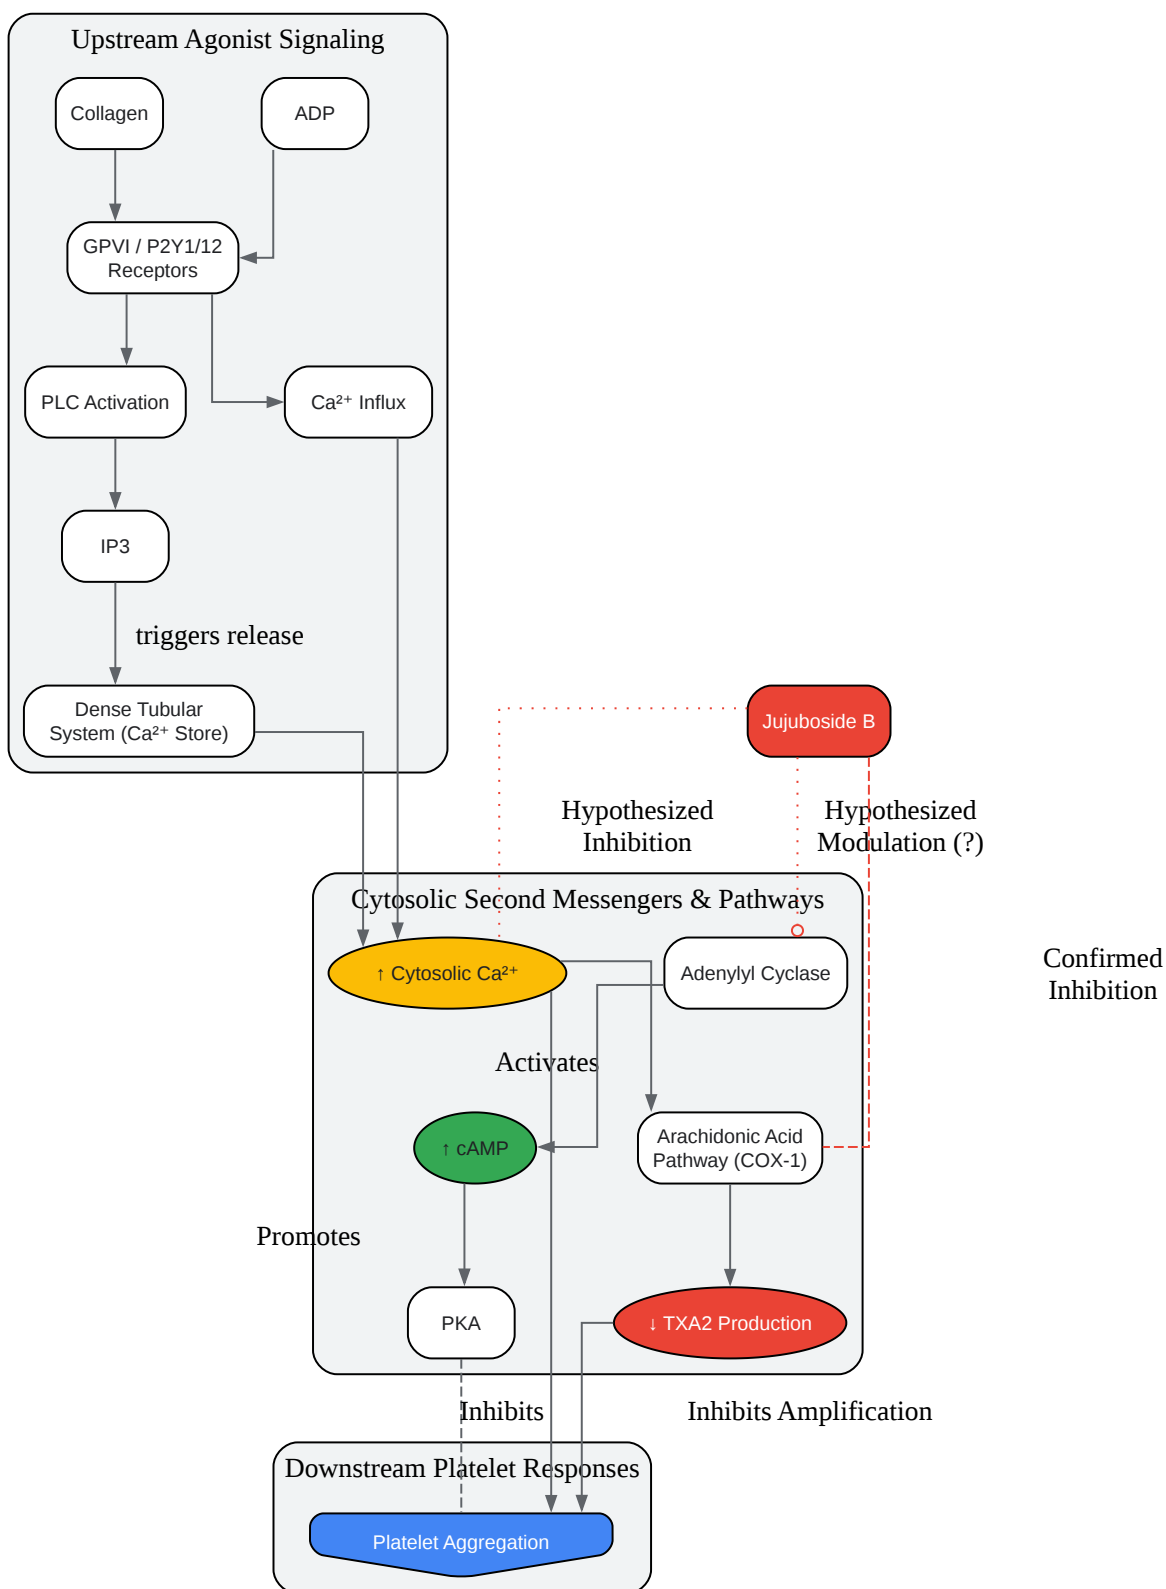 Upstream Agonist Signaling
Collagen
ADP
GPVI / P2Y1/12
Receptors
PLC Activation
Ca²⁺ Influx
IP3
triggers release
Dense Tubular
System (Ca²⁺ Store)
Jujuboside B
Hypothesized
Inhibition
Hypothesized
Modulation (?)
Cytosolic Second Messengers & Pathways
↑ Cytosolic Ca²⁺
Adenylyl Cyclase
Confirmed
Inhibition
Activates
↑ cAMP
Arachidonic Acid
Pathway (COX-1)
Promotes
PKA
↓ TXA2 Production
Inhibits
Inhibits Amplification
Downstream Platelet Responses
Platelet Aggregation